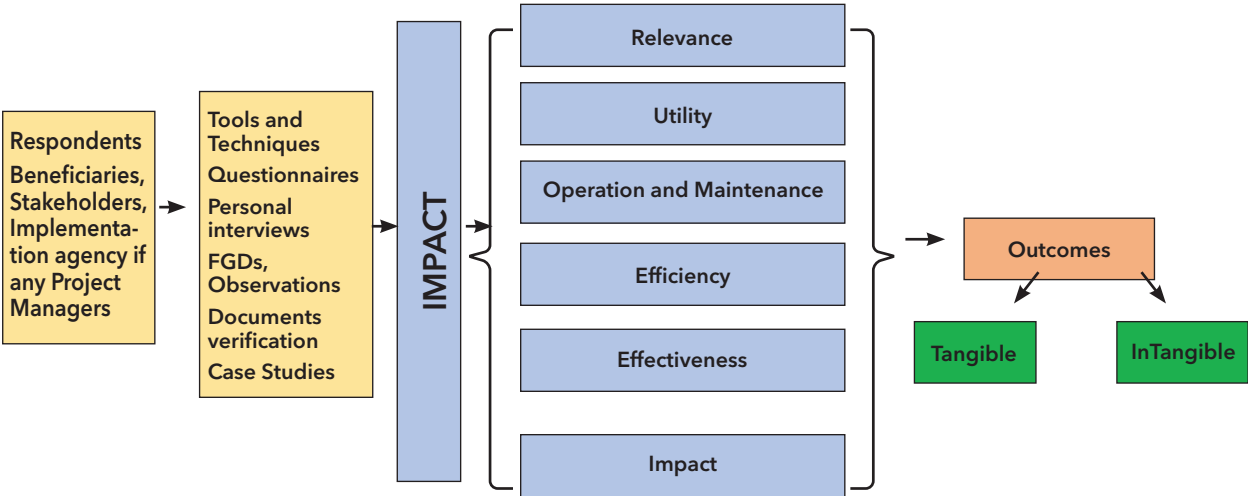 Respondents
Beneficiaries,
Stakeholders,
Implementa-
tion agency if
any Project
Managers
Tools and
Techniques
Questionnaires
Personal
interviews
FGDs,
Observations
Documents
verification
Case Studies
IMPACT
Relevance
Utility
Operation and Maintenance
Efficiency
Effectiveness
Impact
Outcomes
Tangible
InTangible